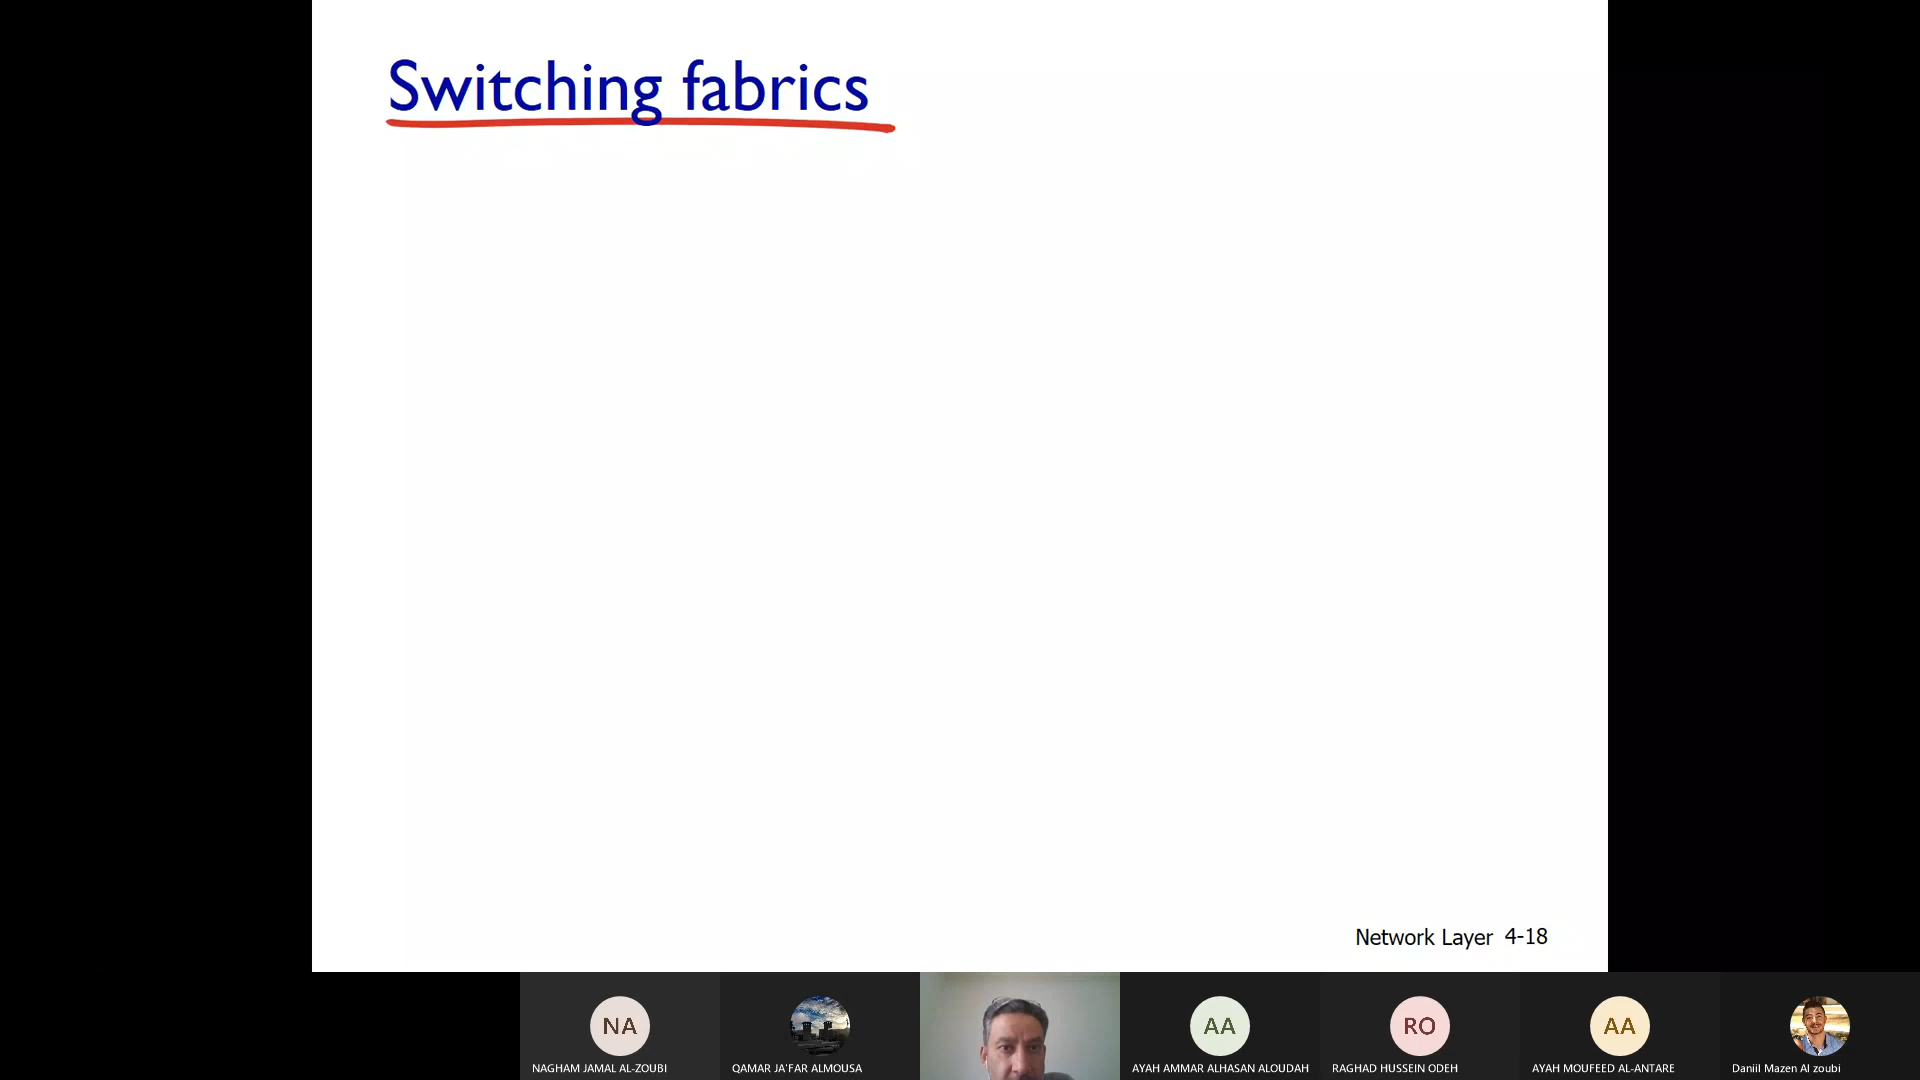 Switching fabrics
Network Layer 4-18
NA
NAGHAM JAMAL AL-ZOUBI
QAMAR JA'FAR ALMOUSA
AA
AYAH AMMAR ALHASAN ALOUDAH
RO
RAGHAD HUSSEIN ODEH
AA
AYAH MOUFEED AL-ANTARE
Daniil Mazen Al zoubi